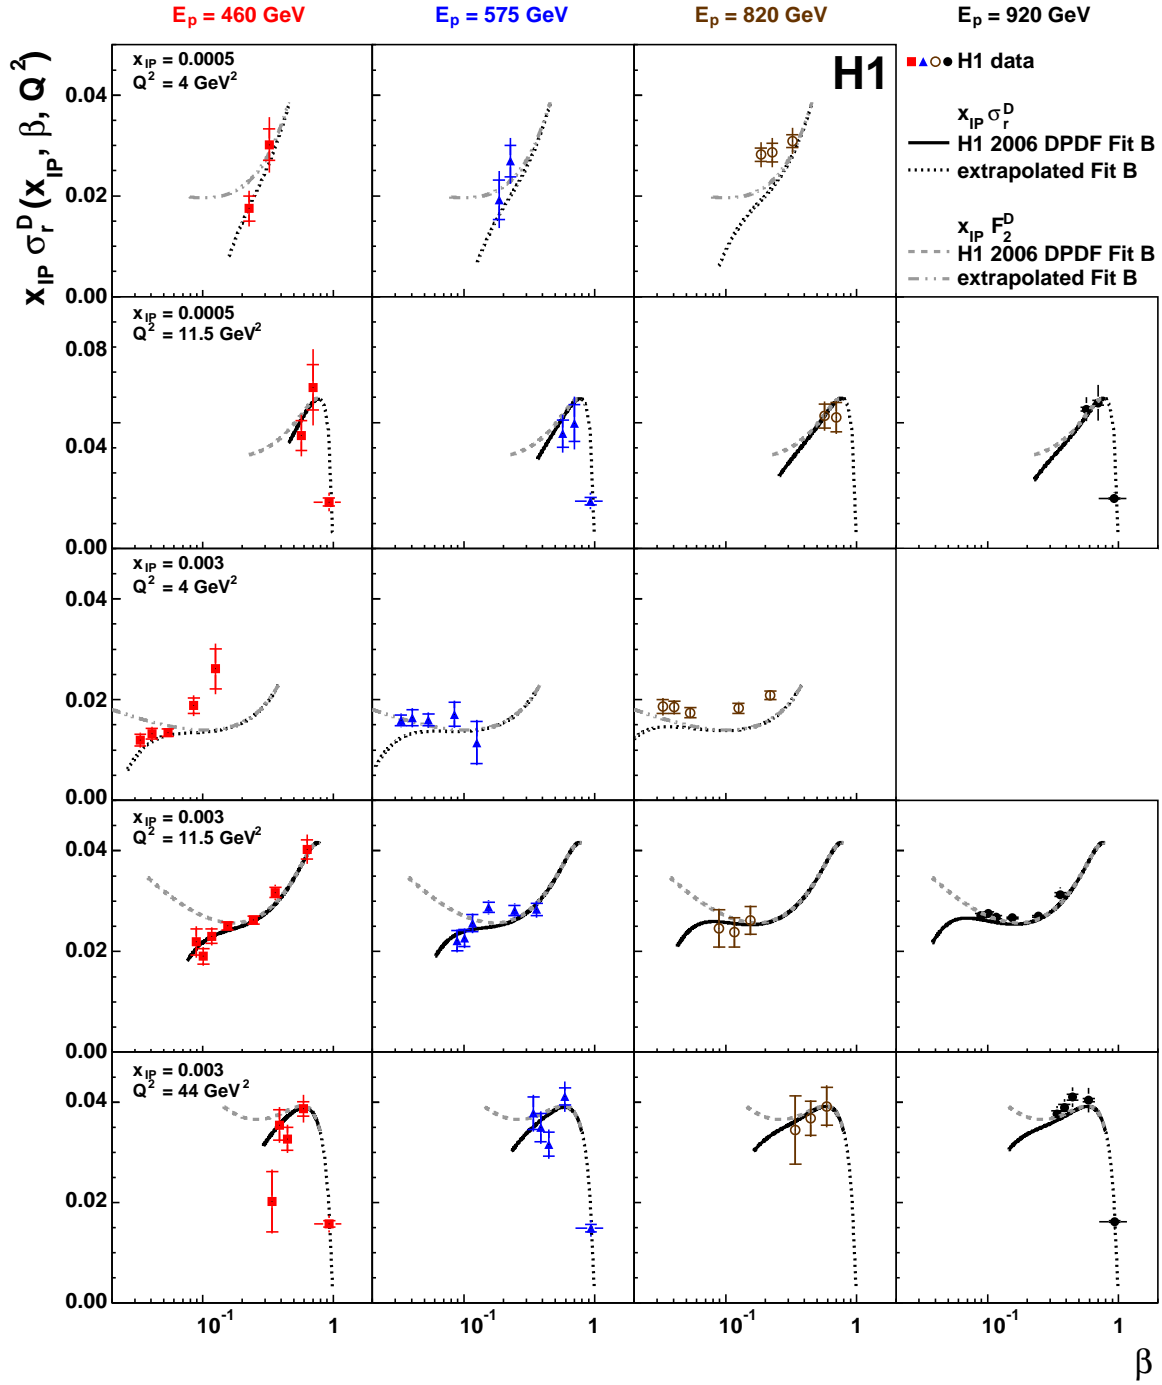 E_p = 460 GeV E_p = 575 GeV E_p = 820 GeV E_p = 920 GeV
x_IP σ_r^D(x_IP, β, Q^2)
x_IP = 0.0005
Q^2 = 4 GeV^2
H1
H1 data
x_IP σ_r^D
H1 2006 DPDF Fit B
extrapolated Fit B
x_IP F_2^D
H1 2006 DPDF Fit B
extrapolated Fit B
0.04
0.02
0.00
x_IP = 0.0005
Q^2 = 11.5 GeV^2
0.08
0.04
0.00
x_IP = 0.003
Q^2 = 4 GeV^2
0.04
0.02
0.00
x_IP = 0.003
Q^2 = 11.5 GeV^2
0.04
0.02
0.00
x_IP = 0.003
Q^2 = 44 GeV^2
0.04
0.02
0.00
10^-1 1 10^-1 1 10^-1 1 10^-1 1
β